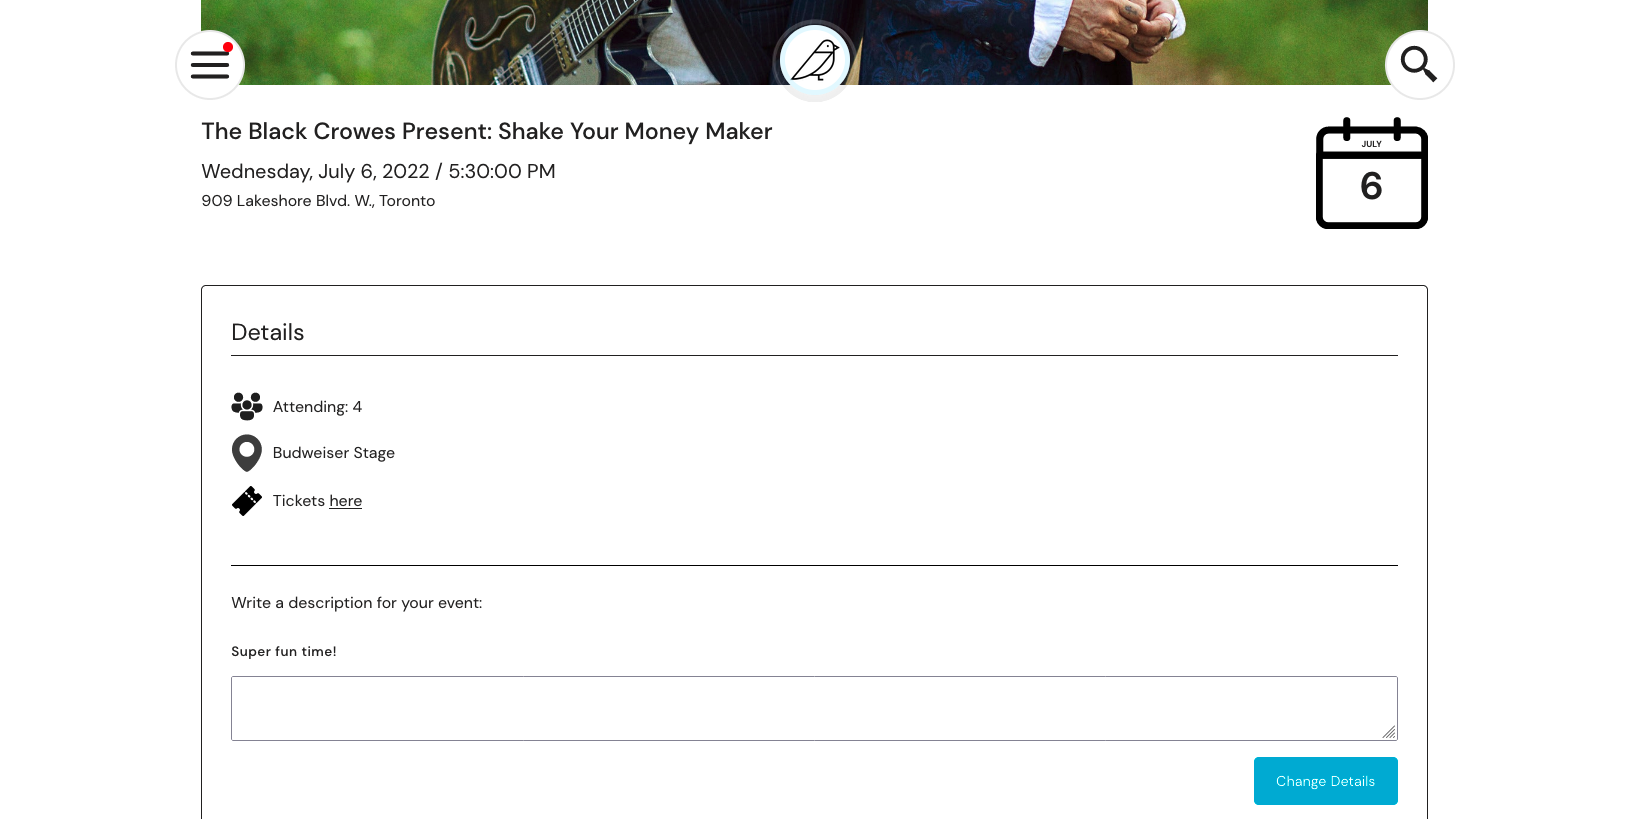 The Black Crowes Present: Shake Your Money Maker
Wednesday, July 6, 2022 / 5:30:00 PM
909 Lakeshore Blvd. W., Toronto
JULY
6
Details
Attending: 4
Budweiser Stage
Tickets here
Write a description for your event:
Super fun time!
Change Details